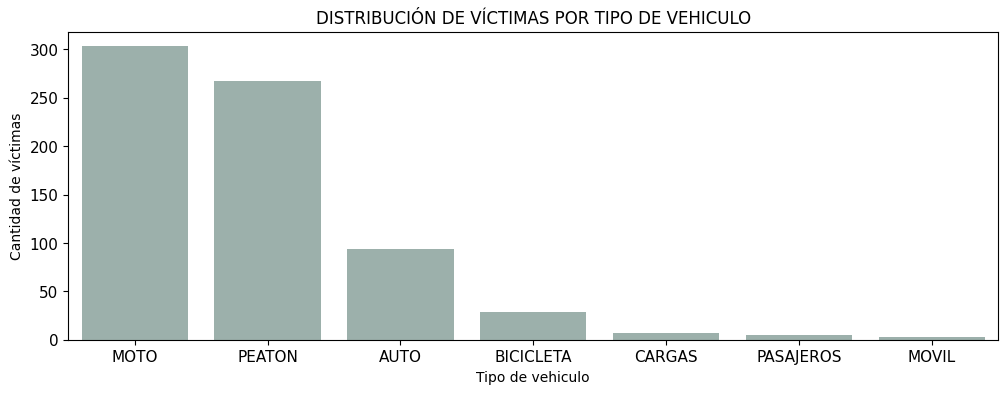 DISTRIBUCIÓN DE VÍCTIMAS POR TIPO DE VEHICULO
Cantidad de víctimas
300
250
200
150
100
50
0
MOTO PEATON AUTO BICICLETA CARGAS PASAJEROS MOVIL
Tipo de vehiculo